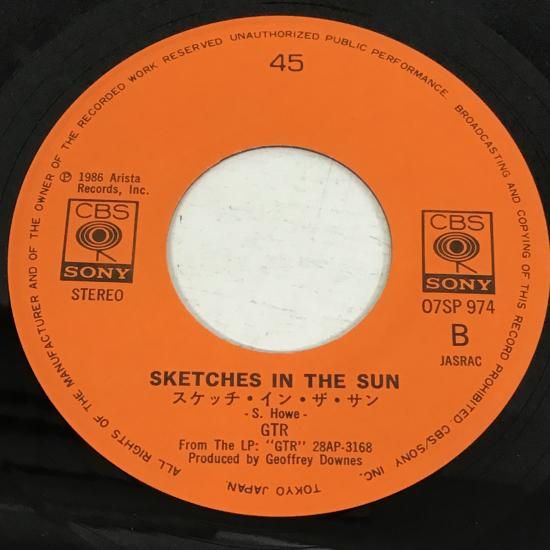 ALL RIGHTS OF THE MANUFACTURER AND OF THE OWNER OF THE RECORDED WORK RESERVED UNAUTHORIZED PUBLIC PERFORMANCE. BROADCASTING AND COPYING OF THIS RECORD PROHIBITED CBS/SONY INC. TOKYO JAPAN.
45
℗ 1986 Arista
Records, Inc.
CBS
SONY
STEREO
CBS
SONY
07SP 974
B
JASRAC
SKETCHES IN THE SUN
スケッチ・イン・ザ・サン
- S. Howe -
GTR
From The LP: "GTR" 28AP-3168
Produced by Geoffrey Downes